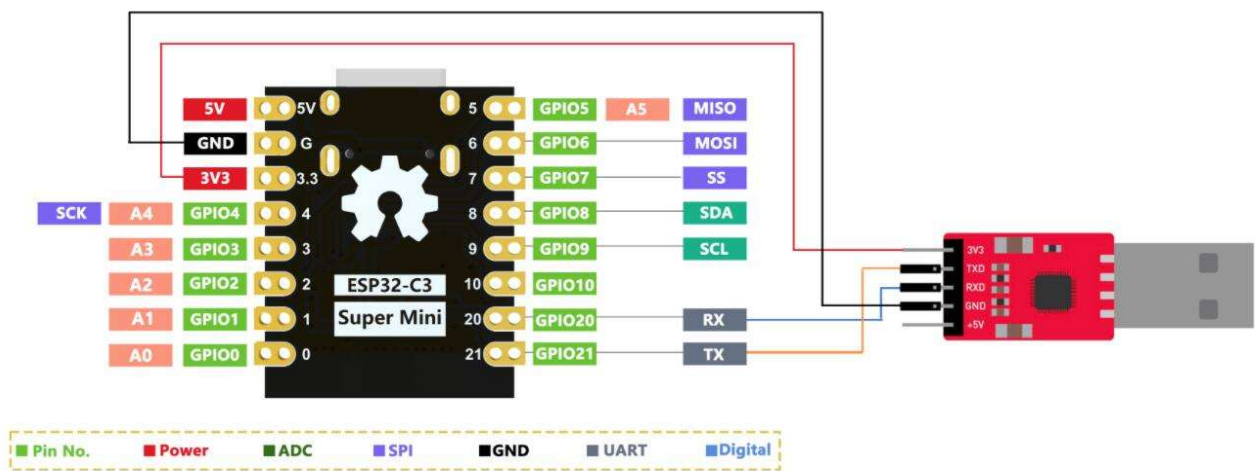 5V 5V 5 GPIO5 A5 MISO
GND G 6 GPIO6 MOSI
3V3 3.3 7 GPIO7 SS
SCK A4 GPIO4 4 8 GPIO8 SDA
A3 GPIO3 3 9 GPIO9 SCL
A2 GPIO2 2 ESP32-C3 10 GPIO10
A1 GPIO1 1 Super Mini 20 GPIO20 RX
A0 GPIO0 0 21 GPIO21 TX
3V3
TXD
RXD
GND
+5V
Pin No. Power ADC SPI GND UART Digital